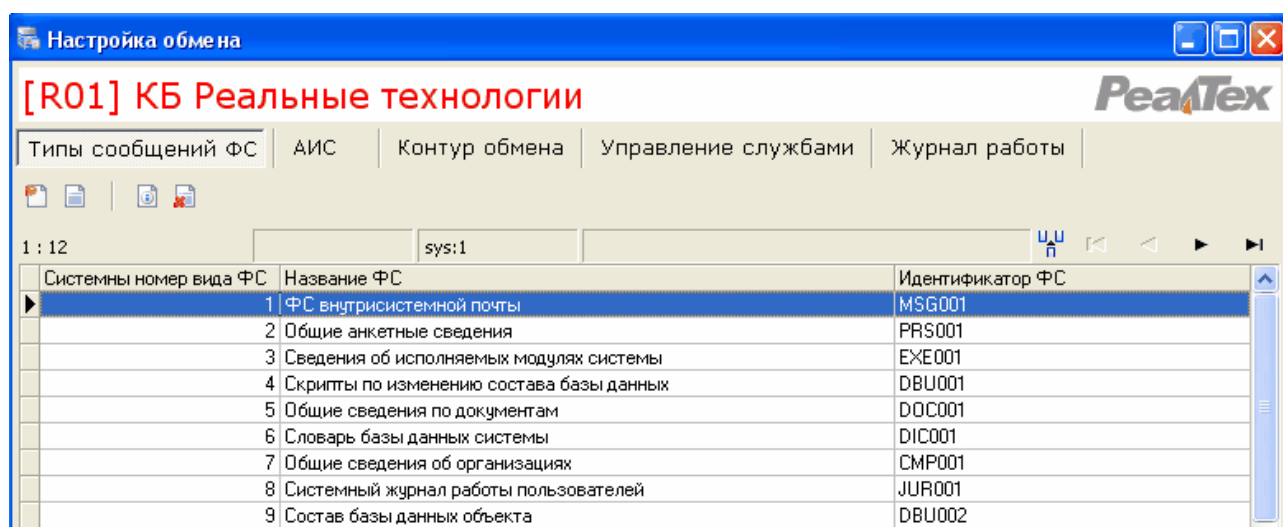 Настройка обмена
[R01] КБ Реальные технологии РеалТех
Типы сообщений ФС АИС Контур обмена Управление службами Журнал работы
1 : 12 sys:1
Системны номер вида ФС Название ФС Идентификатор ФС
1 ФС внутрисистемной почты MSG001
2 Общие анкетные сведения PRS001
3 Сведения об исполняемых модулях системы EXE001
4 Скрипты по изменению состава базы данных DBU001
5 Общие сведения по документам DOC001
6 Словарь базы данных системы DIC001
7 Общие сведения об организациях CMP001
8 Системный журнал работы пользователей JUR001
9 Состав базы данных объекта DBU002